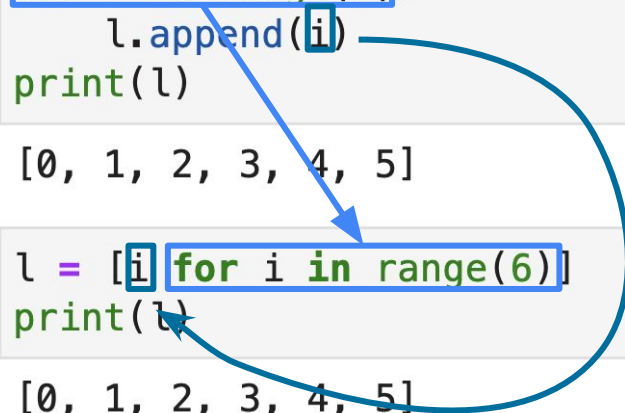 l.append(i)
print(l)
[0, 1, 2, 3, 4, 5]
l = [i for i in range(6)]
print(l)
[0, 1, 2, 3, 4, 5]